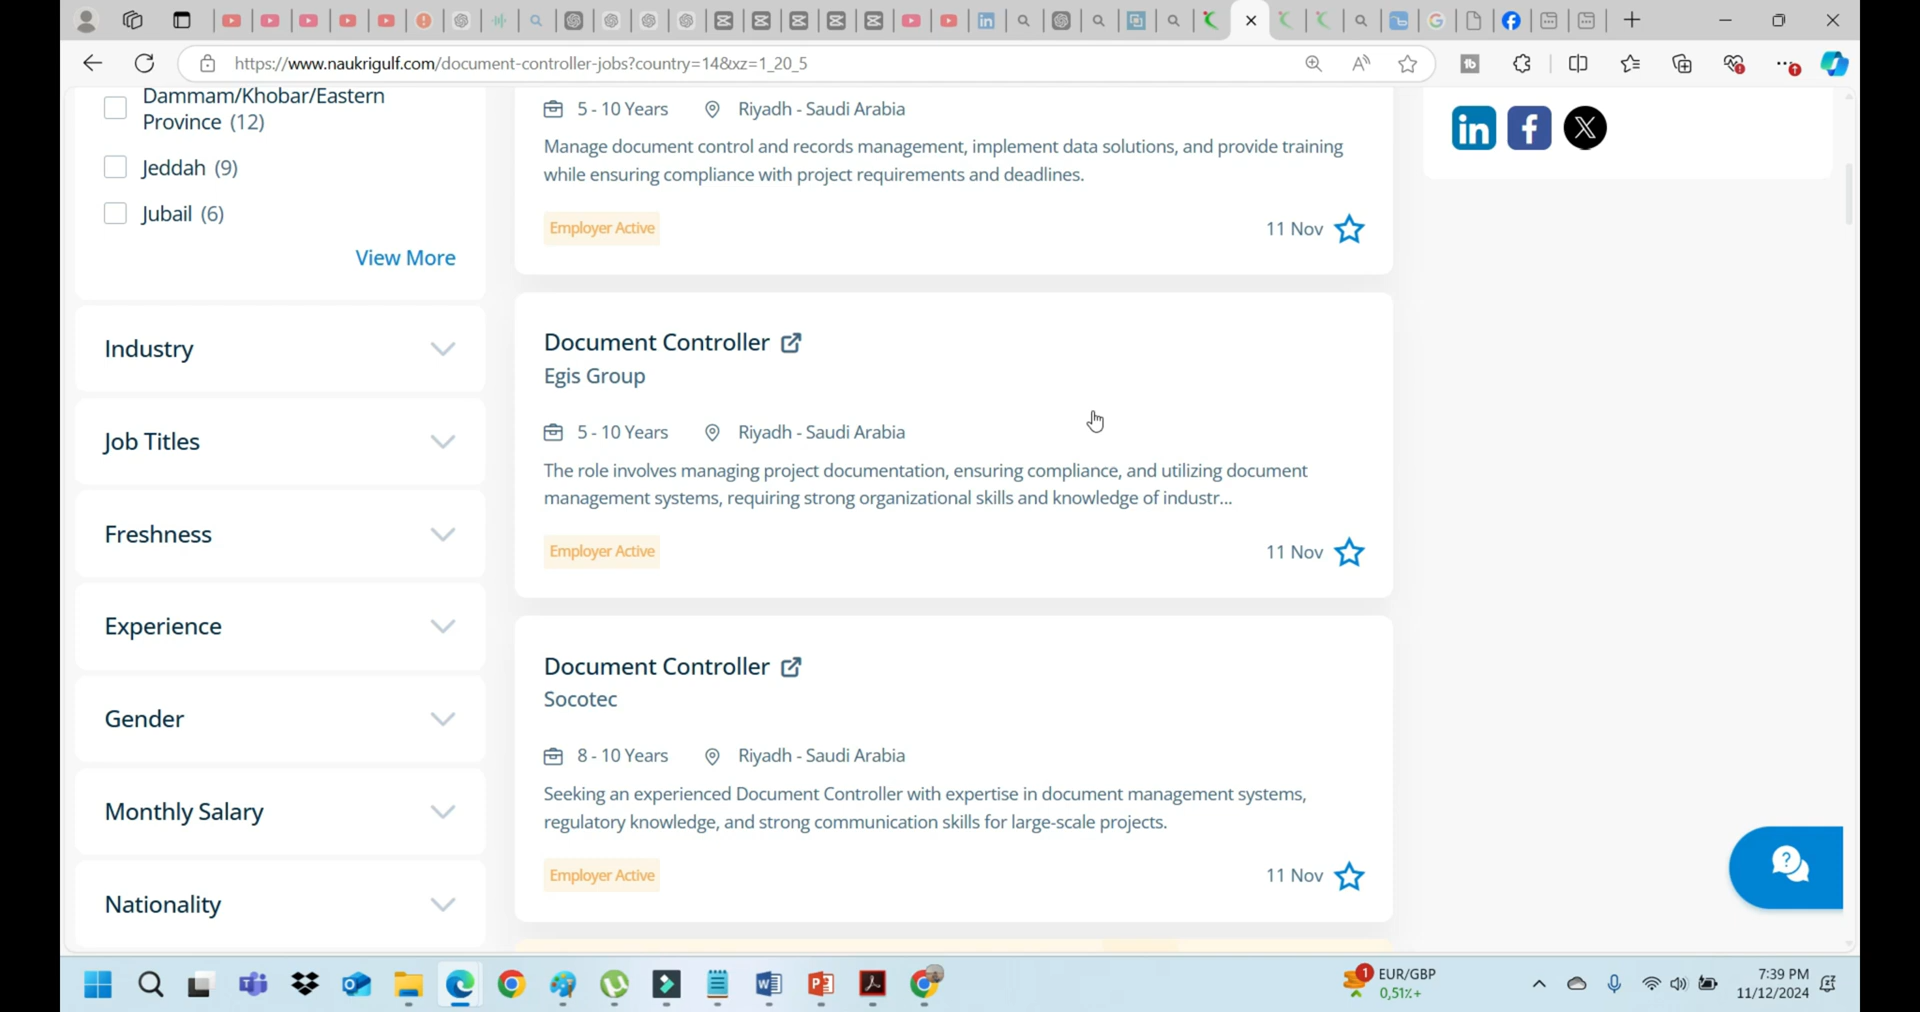 https://www.naukrigulf.com/document-controller-jobs?country=14&xz=1_20_5
Dammam/Khobar/Eastern
Province (12)
Jeddah (9)
Jubail (6)
View More
Industry
Job Titles
Freshness
Experience
Gender
Monthly Salary
Nationality
5 - 10 Years
Riyadh - Saudi Arabia
Manage document control and records management, implement data solutions, and provide training
while ensuring compliance with project requirements and deadlines.
Employer Active
11 Nov
Document Controller
Egis Group
5 - 10 Years
Riyadh - Saudi Arabia
The role involves managing project documentation, ensuring compliance, and utilizing document
management systems, requiring strong organizational skills and knowledge of industr...
Employer Active
11 Nov
Document Controller
Socotec
8 - 10 Years
Riyadh - Saudi Arabia
Seeking an experienced Document Controller with expertise in document management systems,
regulatory knowledge, and strong communication skills for large-scale projects.
Employer Active
11 Nov
1
EUR/GBP
0,51%+
7:39 PM
11/12/2024